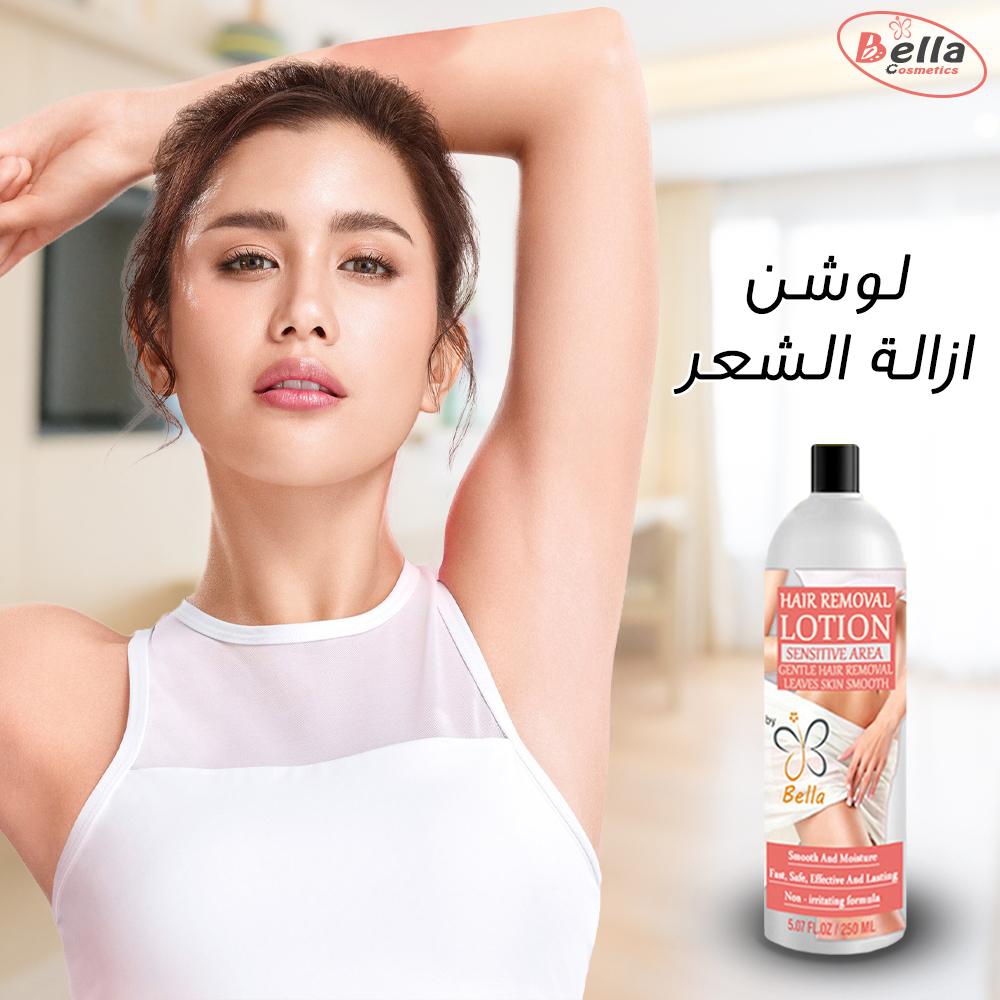 Bella
Cosmetics
لوشن
ازالة الشعر
HAIR REMOVAL
LOTION
SENSITIVE AREA
GENTLE HAIR REMOVAL
LEAVES SKIN SMOOTH
by
Bella
Smooth And Moisture
Fast, Safe, Effective And Lasting
Non - irritating formula
5.07 FL.OZ / 250 ML